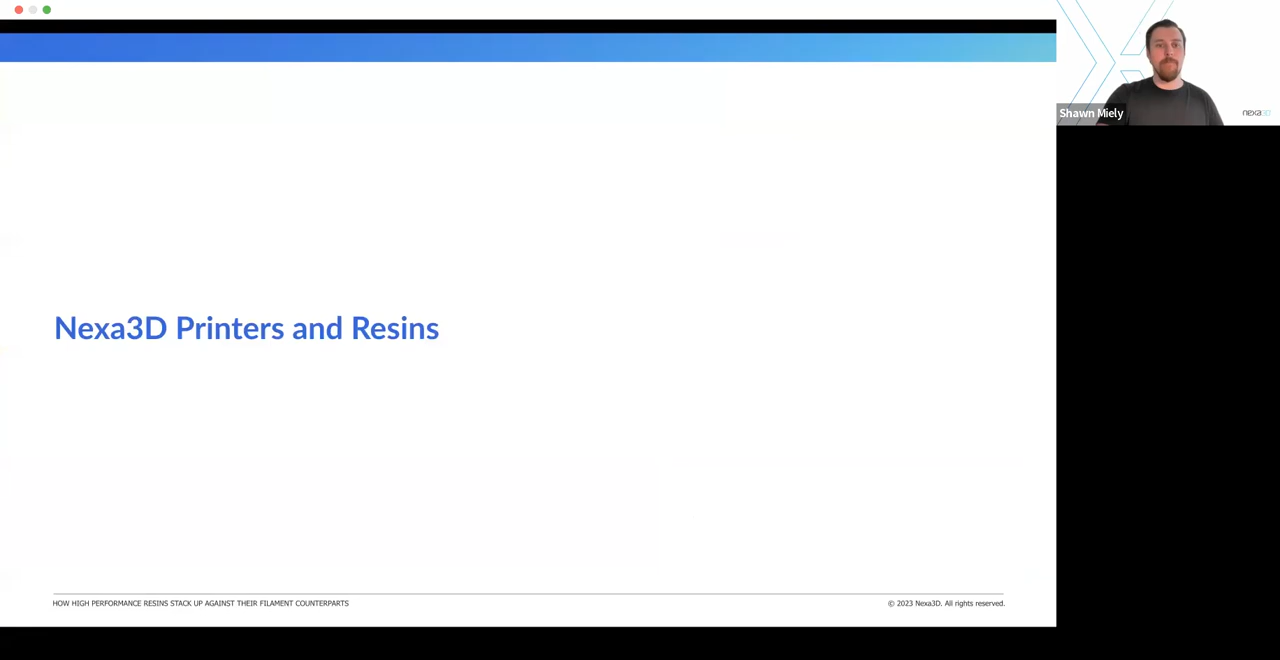 Shawn Miely
nexa3D
Nexa3D Printers and Resins
HOW HIGH PERFORMANCE RESINS STACK UP AGAINST THEIR FILAMENT COUNTERPARTS
© 2023 Nexa3D. All rights reserved.